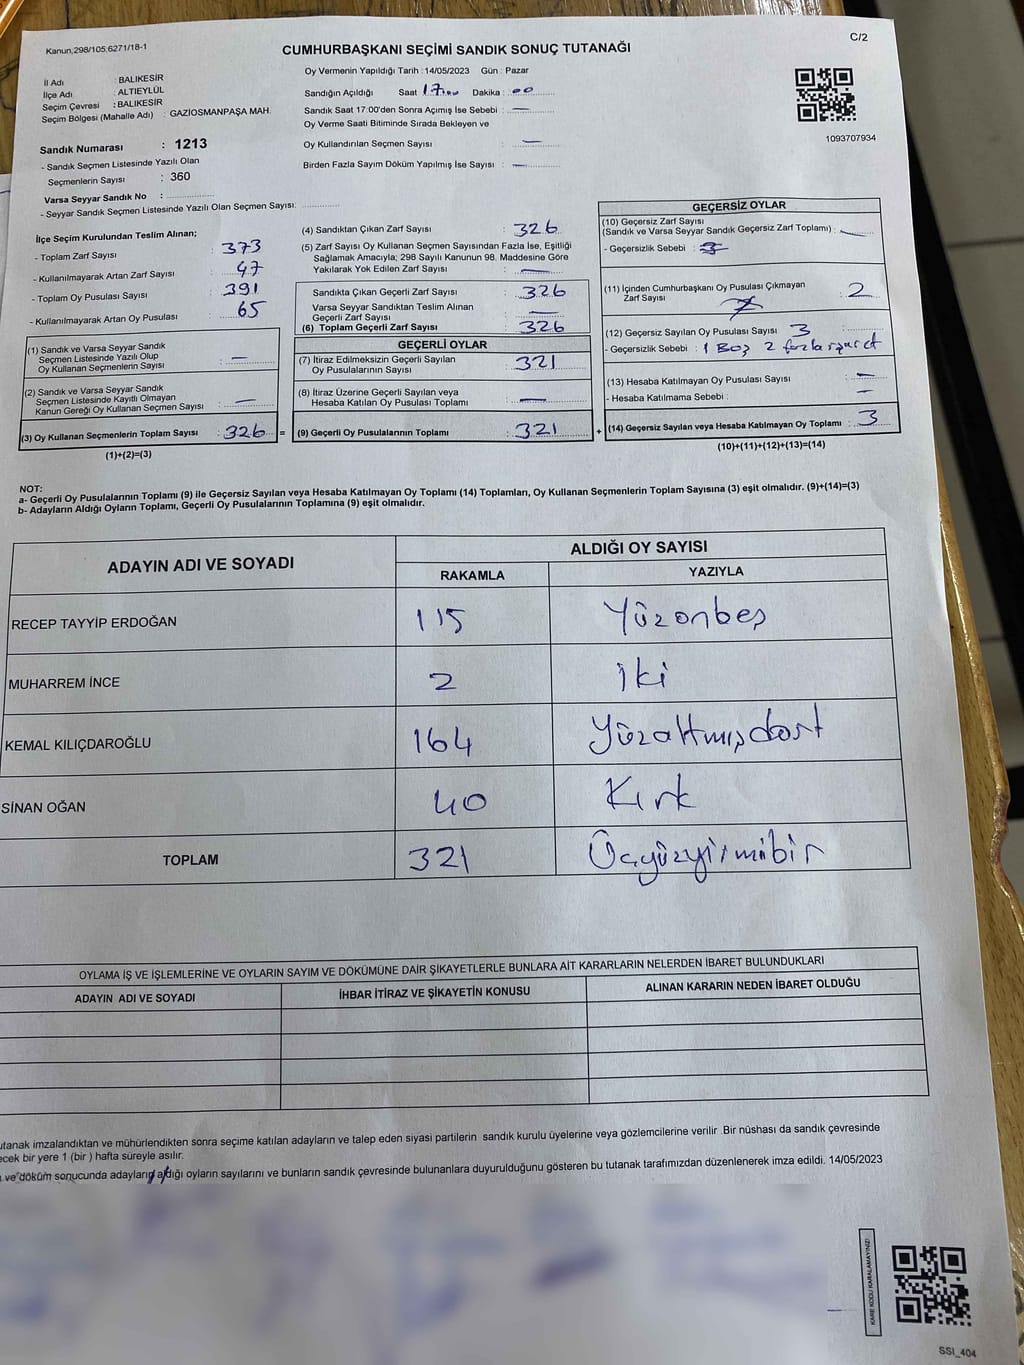 Kanun,298/105,6271/18-1
C/2
CUMHURBAŞKANI SEÇİMİ SANDIK SONUÇ TUTANAĞI
İl Adı : BALIKESİR
İlçe Adı : ALTIEYLÜL
Seçim Çevresi : BALIKESİR
Seçim Bölgesi (Mahalle Adı) : GAZİOSMANPAŞA MAH.
Sandık Numarası : 1213
- Sandık Seçmen Listesinde Yazılı Olan
Seçmenlerin Sayısı : 360
Varsa Seyyar Sandık No :
- Seyyar Sandık Seçmen Listesinde Yazılı Olan Seçmen Sayısı:
Oy Vermenin Yapıldığı Tarih : 14/05/2023 Gün : Pazar
Sandığın Açıldığı Saat 17:00 Dakika : 00
Sandık Saat 17:00'den Sonra Açımış İse Sebebi : —
Oy Verme Saati Bitiminde Sırada Bekleyen ve
Oy Kullandırılan Seçmen Sayısı : —
Birden Fazla Sayım Döküm Yapılmış İse Sayısı : —
1093707934
İlçe Seçim Kurulundan Teslim Alınan;
- Toplam Zarf Sayısı : 373
- Kullanılmayarak Artan Zarf Sayısı : 47
- Toplam Oy Pusulası Sayısı : 391
- Kullanılmayarak Artan Oy Pusulası : 65
(1) Sandık ve Varsa Seyyar Sandık
Seçmen Listesinde Yazılı Olup
Oy Kullanan Seçmenlerin Sayısı : —
(2) Sandık ve Varsa Seyyar Sandık
Seçmen Listesinde Kayıtlı Olmayan
Kanun Gereği Oy Kullanan Seçmen Sayısı : —
(3) Oy Kullanan Seçmenlerin Toplam Sayısı : 326 =
(1)+(2)=(3)
(4) Sandıktan Çıkan Zarf Sayısı : 326
(5) Zarf Sayısı Oy Kullanan Seçmen Sayısından Fazla İse, Eşitliği
Sağlamak Amacıyla; 298 Sayılı Kanunun 98. Maddesine Göre
Yakılarak Yok Edilen Zarf Sayısı : —
Sandıkta Çıkan Geçerli Zarf Sayısı : 326
Varsa Seyyar Sandıktan Teslim Alınan
Geçerli Zarf Sayısı : —
(6) Toplam Geçerli Zarf Sayısı : 326
GEÇERLİ OYLAR
(7) İtiraz Edilmeksizin Geçerli Sayılan
Oy Pusulalarının Sayısı : 321
(8) İtiraz Üzerine Geçerli Sayılan veya
Hesaba Katılan Oy Pusulası Toplamı : —
(9) Geçerli Oy Pusulalarının Toplamı : 321 +
GEÇERSİZ OYLAR
(10) Geçersiz Zarf Sayısı
(Sandık ve Varsa Seyyar Sandık Geçersiz Zarf Toplamı) : —
- Geçersizlik Sebebi : 3
(11) İçinden Cumhurbaşkanı Oy Pusulası Çıkmayan
Zarf Sayısı : 2
(12) Geçersiz Sayılan Oy Pusulası Sayısı 3
- Geçersizlik Sebebi : 1 Boş 2 fazla işaret
(13) Hesaba Katılmayan Oy Pusulası Sayısı : —
- Hesaba Katılmama Sebebi : —
(14) Geçersiz Sayılan veya Hesaba Katılmayan Oy Toplamı : 3
(10)+(11)+(12)+(13)=(14)
NOT:
a- Geçerli Oy Pusulalarının Toplamı (9) ile Geçersiz Sayılan veya Hesaba Katılmayan Oy Toplamı (14) Toplamları, Oy Kullanan Seçmenlerin Toplam Sayısına (3) eşit olmalıdır. (9)+(14)=(3)
b- Adayların Aldığı Oyların Toplamı, Geçerli Oy Pusulalarının Toplamına (9) eşit olmalıdır.
ADAYIN ADI VE SOYADI
ALDIĞI OY SAYISI
RAKAMLA YAZIYLA
RECEP TAYYİP ERDOĞAN 115 Yüzonbeş
MUHARREM İNCE 2 iki
KEMAL KILIÇDAROĞLU 164 Yüzaltmışdört
SİNAN OĞAN 40 Kırk
TOPLAM 321 Üçyüzyirmibir
OYLAMA İŞ VE İŞLEMLERİNE VE OYLARIN SAYIM VE DÖKÜMÜNE DAİR ŞİKAYETLERLE BUNLARA AİT KARARLARIN NELERDEN İBARET BULUNDUKLARI
ADAYIN ADI VE SOYADI İHBAR İTİRAZ VE ŞİKAYETİN KONUSU ALINAN KARARIN NEDEN İBARET OLDUĞU
utanak imzalandıktan ve mühürlendikten sonra seçime katılan adayların ve talep eden siyasi partilerin sandık kurulu üyelerine veya gözlemcilerine verilir .Bir nüshası da sandık çevresinde
ecek bir yere 1 (bir ) hafta süreyle asılır.
ve döküm sonucunda adayların aldığı oyların sayılarını ve bunların sandık çevresinde bulunanlara duyurulduğunu gösteren bu tutanak tarafımızdan düzenlenerek imza edildi. 14/05/2023
KARE KODU KARALAMAYINIZ!
SSI_404